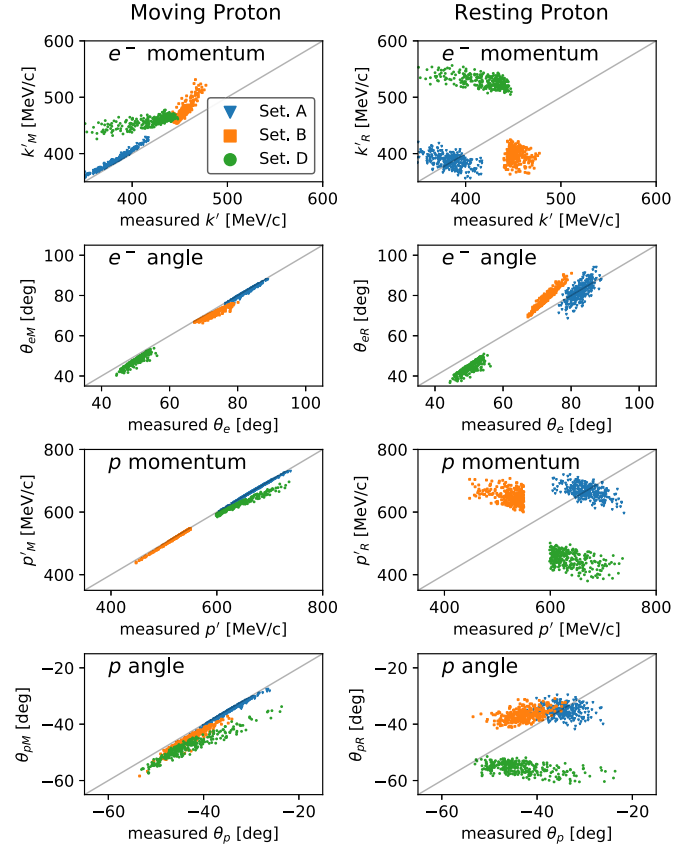 Moving Proton
Resting Proton
600
500
400
k'M [MeV/c]
e− momentum
Set. A
Set. B
Set. D
400 500 600
measured k' [MeV/c]
600
500
400
k'R [MeV/c]
e− momentum
400 500 600
measured k' [MeV/c]
100
80
60
40
θeM [deg]
e− angle
40 60 80 100
measured θe [deg]
100
80
60
40
θeR [deg]
e− angle
40 60 80 100
measured θe [deg]
800
600
400
p'M [MeV/c]
p momentum
400 600 800
measured p' [MeV/c]
800
600
400
p'R [MeV/c]
p momentum
400 600 800
measured p' [MeV/c]
−20
−40
−60
θpM [deg]
p angle
−60 −40 −20
measured θp [deg]
−20
−40
−60
θpR [deg]
p angle
−60 −40 −20
measured θp [deg]